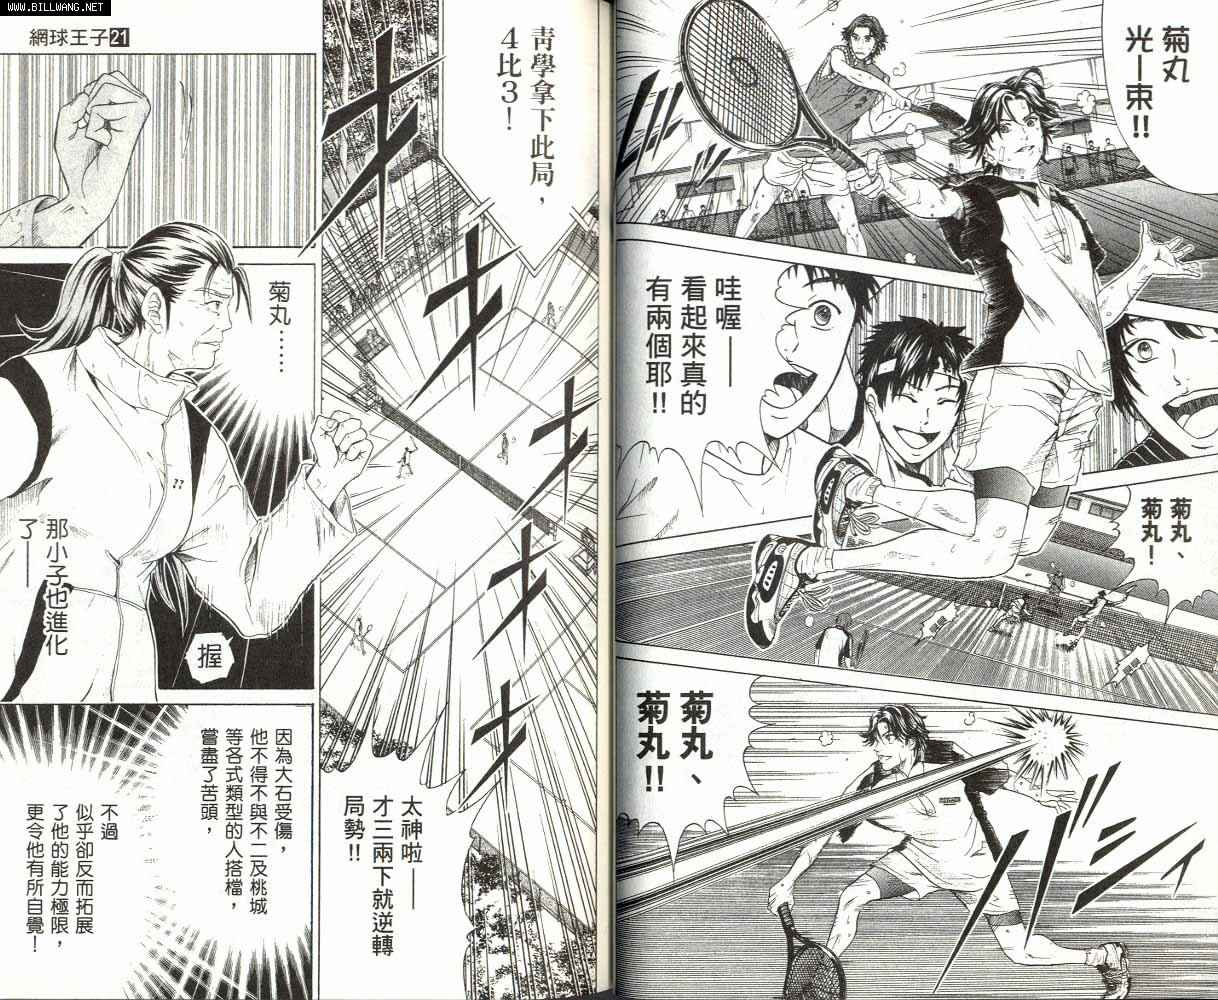 WWW.BILLWANG.NET
網球王子21
菊丸
光一束!!
哇喔——
看起來真的
有兩個耶!!
菊丸、
菊丸!
菊丸、
菊丸!!
青學拿下此局，
4比3!
太神啦——
才三兩下就逆轉
局勢!!
菊丸……
握
那小子也進化
了——
因為大石受傷，
他不得不與不二及桃城
等各式類型的人搭檔，
嘗盡了苦頭，
不過
似乎卻反而拓展
了他的能力極限，
更令他有所自覺!